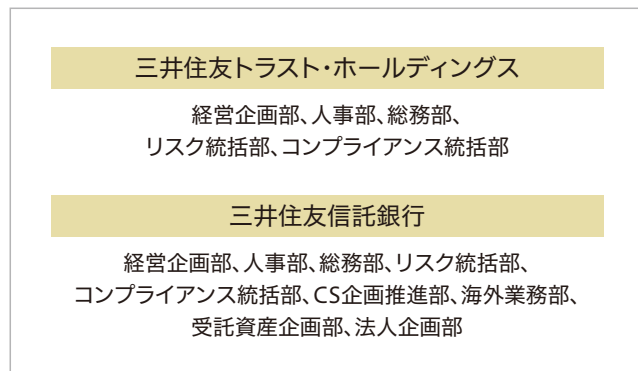 三井住友トラスト・ホールディングス
経営企画部、人事部、総務部、
リスク統括部、コンプライアンス統括部
三井住友信託銀行
経営企画部、人事部、総務部、リスク統括部、
コンプライアンス統括部、CS企画推進部、海外業務部、
受託資産企画部、法人企画部